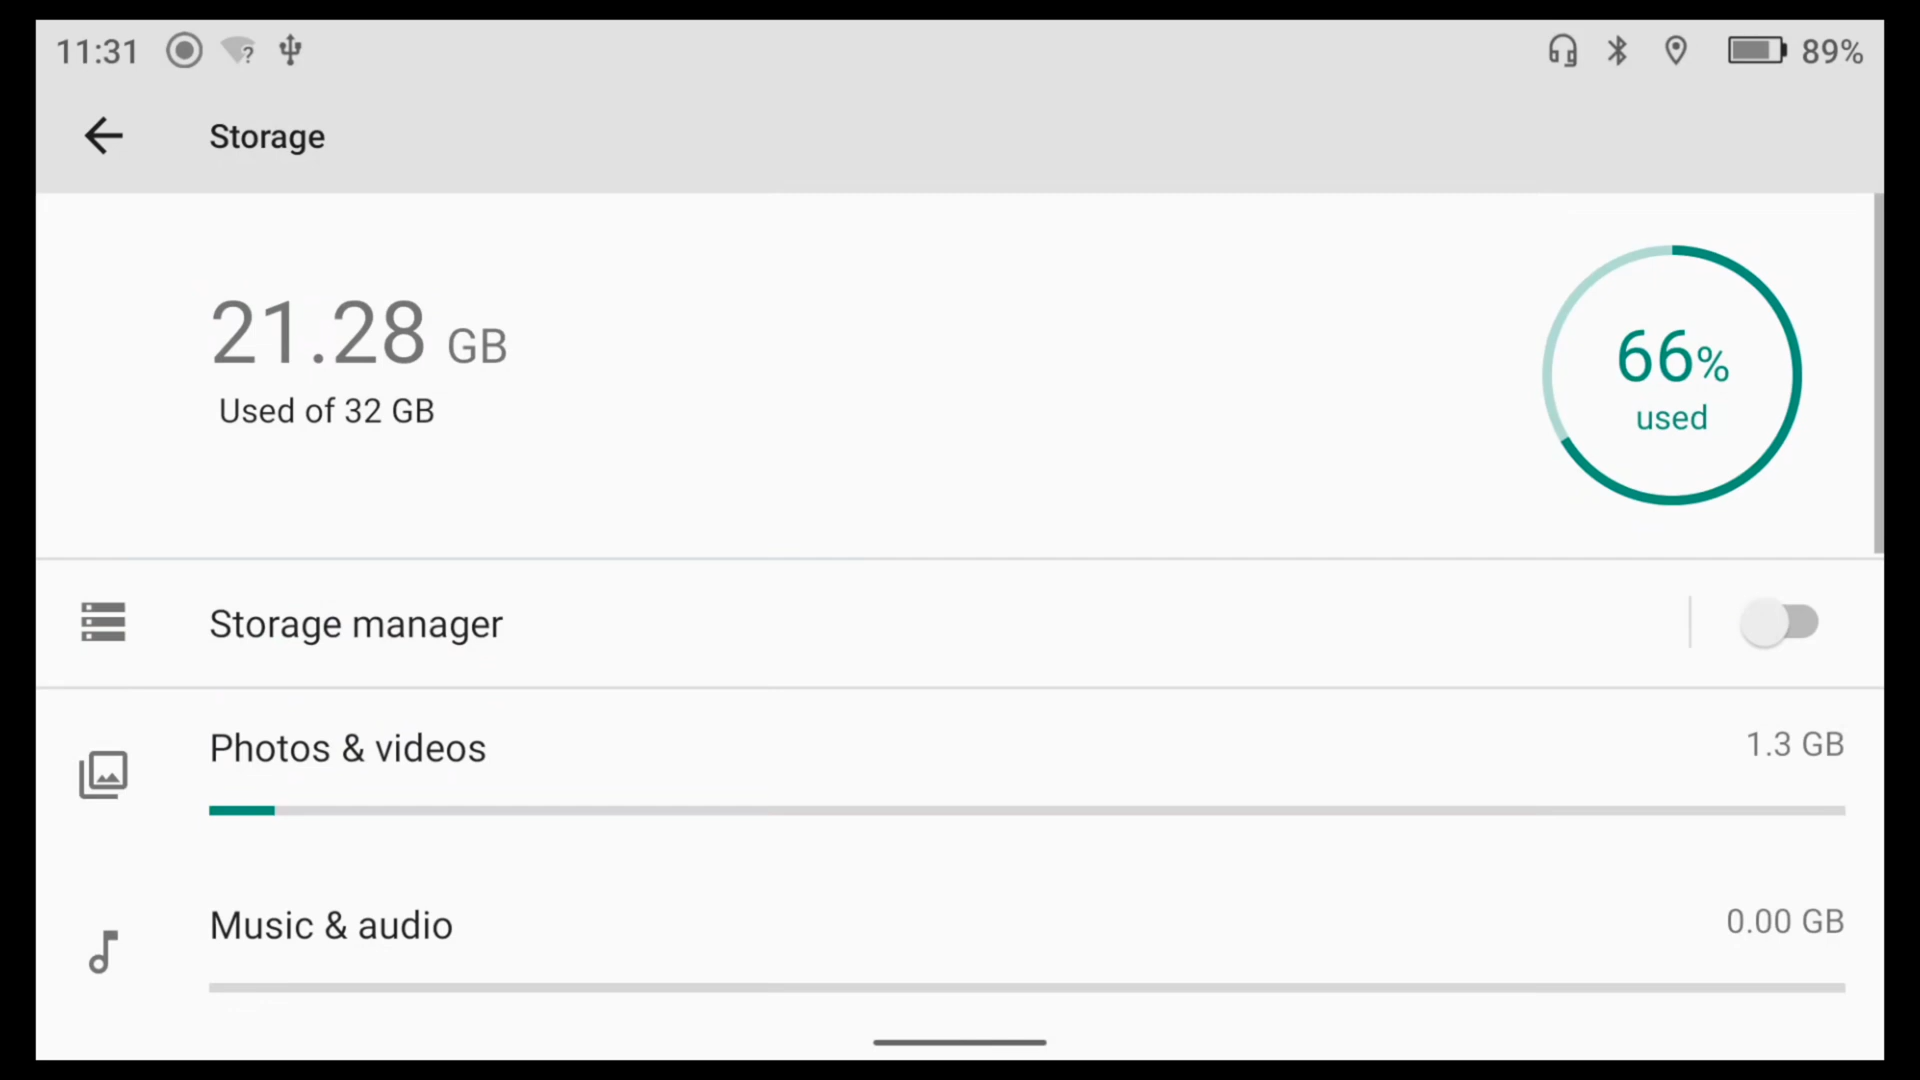 11:31
89%
Storage
21.28 GB
Used of 32 GB
66%
used
Storage manager
Photos & videos
1.3 GB
Music & audio
0.00 GB